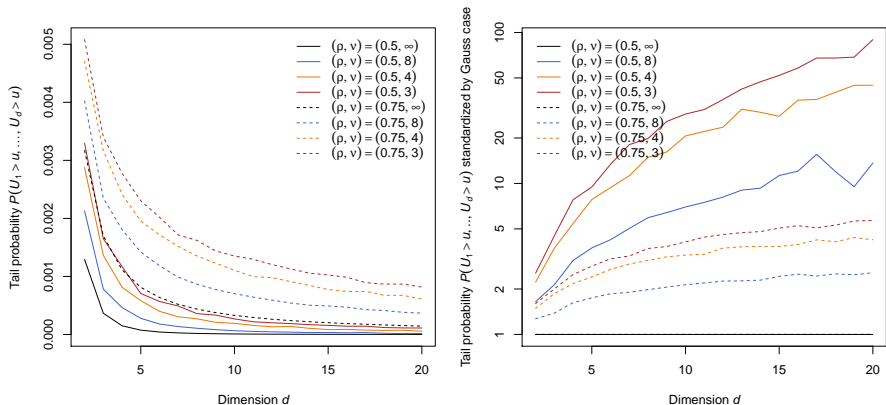 Tail probability P(U₁ > u, ..., U_d > u)
0.005
0.004
0.003
0.002
0.001
0.000
5
10
15
20
Dimension d
(ρ, ν) = (0.5, ∞)
(ρ, ν) = (0.5, 8)
(ρ, ν) = (0.5, 4)
(ρ, ν) = (0.5, 3)
(ρ, ν) = (0.75, ∞)
(ρ, ν) = (0.75, 8)
(ρ, ν) = (0.75, 4)
(ρ, ν) = (0.75, 3)
Tail probability P(U₁ > u, ..., U_d > u) standardized by Gauss case
100
50
20
10
5
2
1
5
10
15
20
Dimension d
(ρ, ν) = (0.5, ∞)
(ρ, ν) = (0.5, 8)
(ρ, ν) = (0.5, 4)
(ρ, ν) = (0.5, 3)
(ρ, ν) = (0.75, ∞)
(ρ, ν) = (0.75, 8)
(ρ, ν) = (0.75, 4)
(ρ, ν) = (0.75, 3)